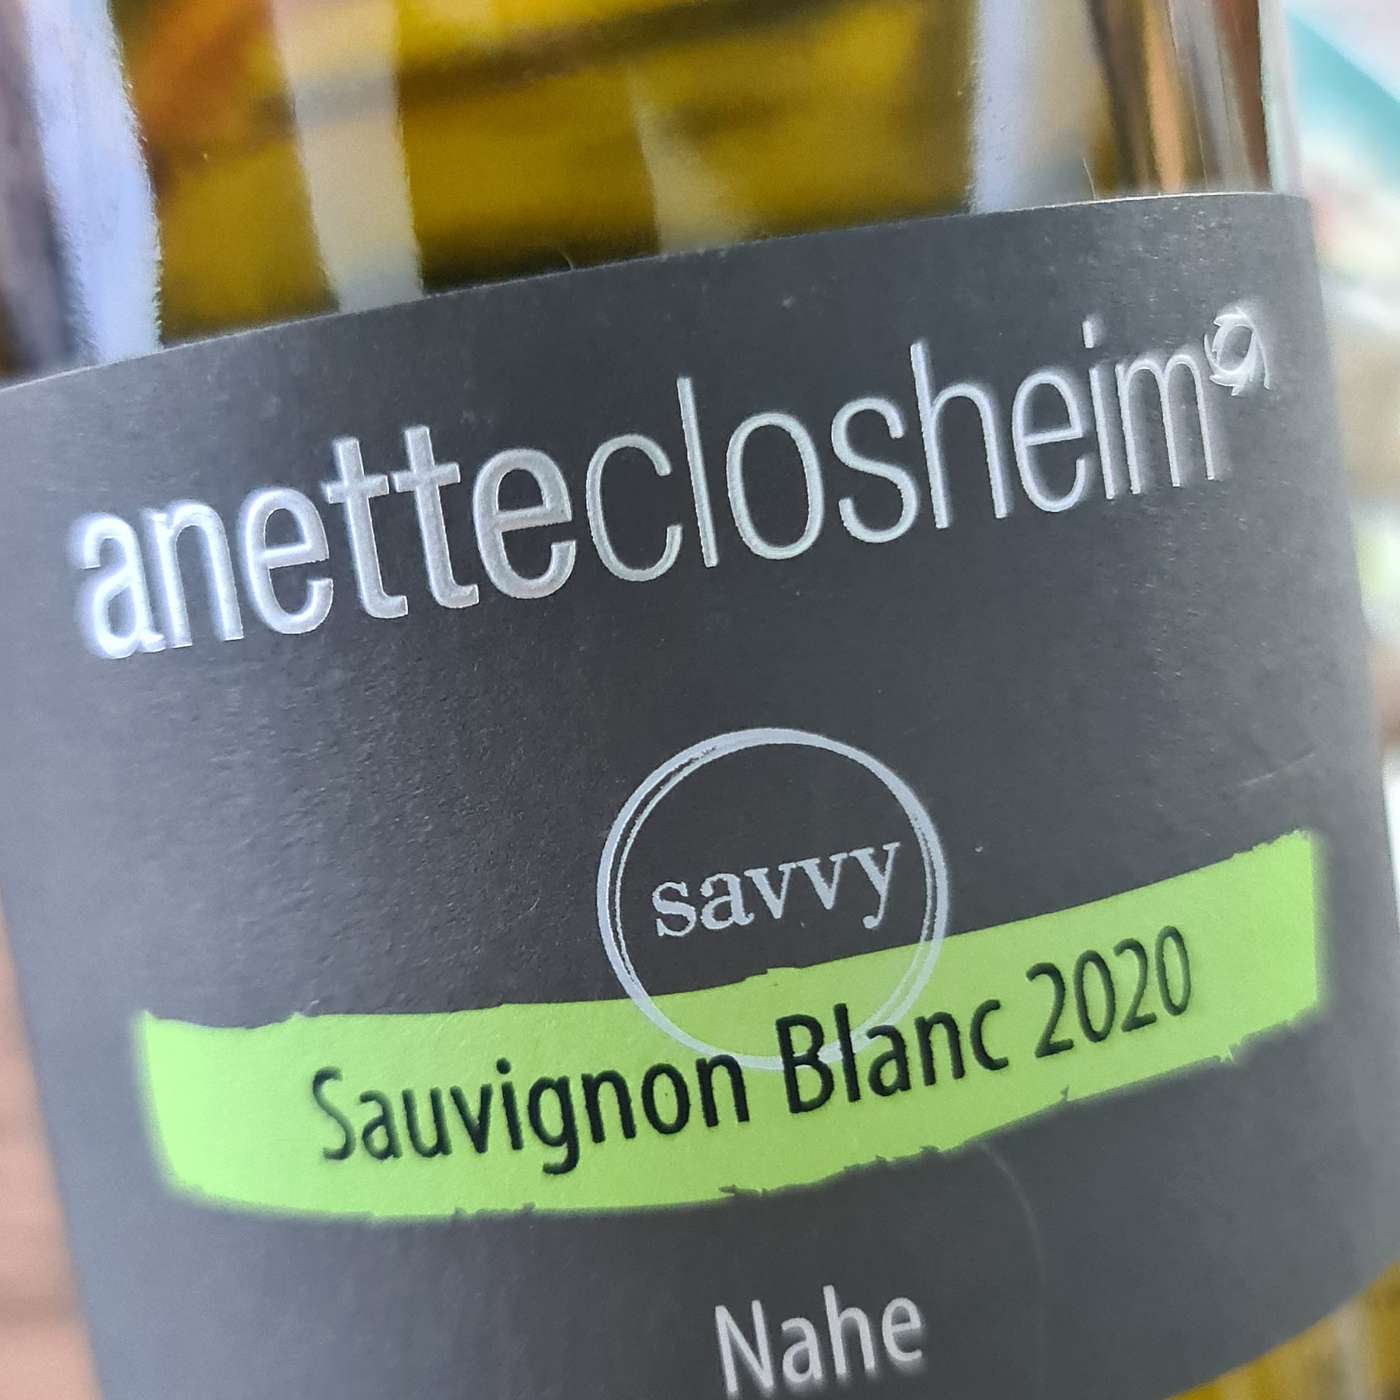 anetteclosheim
savvy
Sauvignon Blanc 2020
Nahe